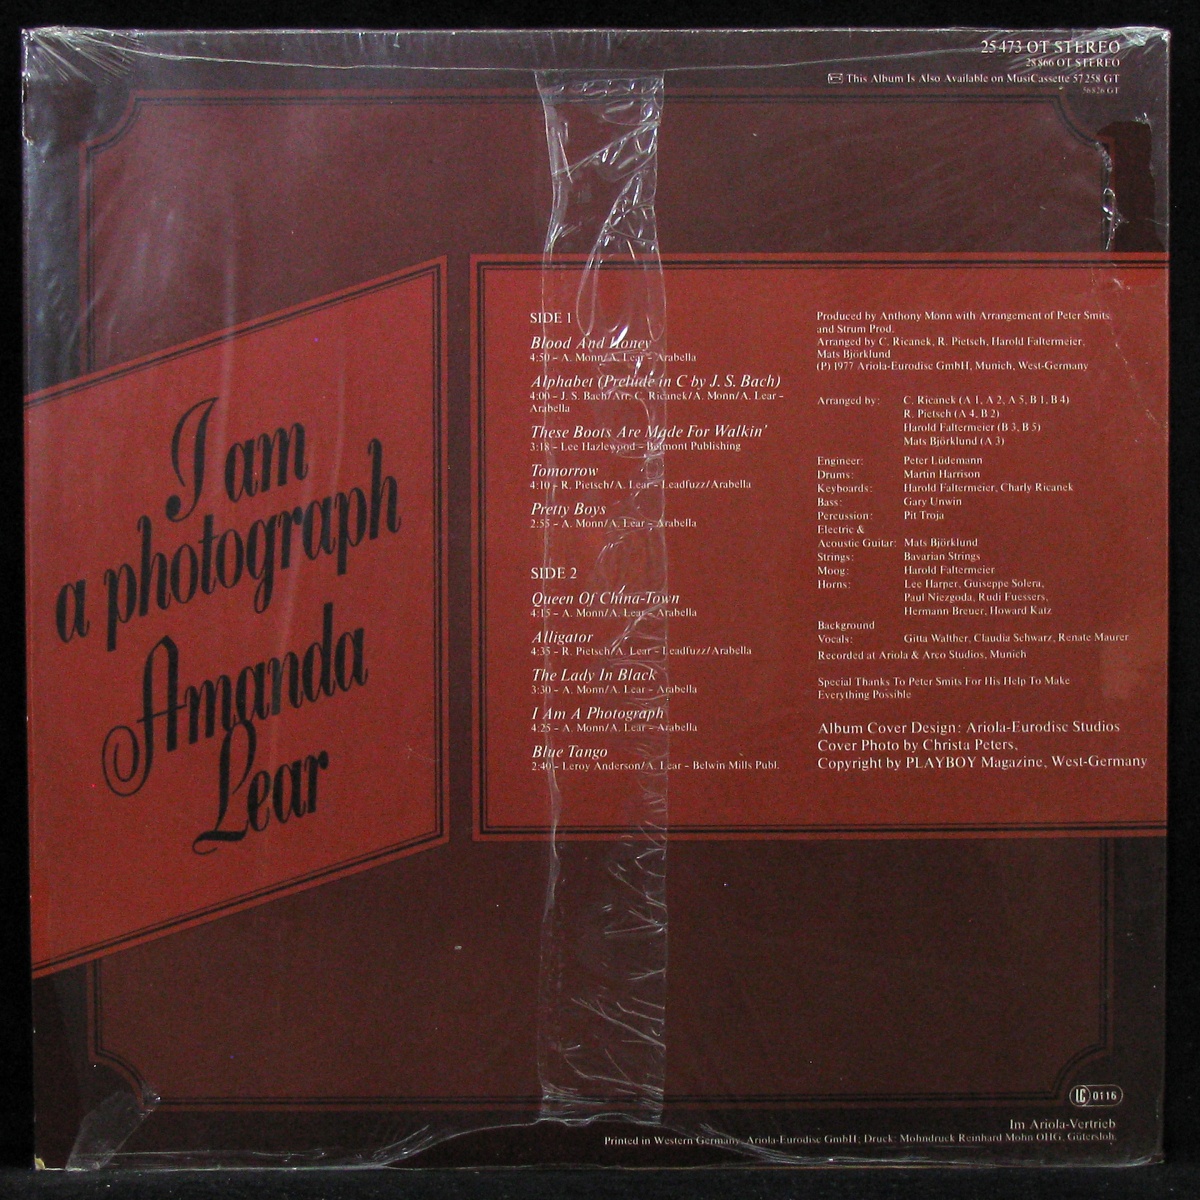 25 473 OT STEREO
28 866 OT STEREO
This Album Is Also Available on MusiCassette 57 258 GT
56 826 GT
I am
a photograph
Amanda
Lear
SIDE 1
Blood And Honey
4:50 – A. Monn/A. Lear – Arabella
Alphabet (Prelude in C by J. S. Bach)
4:00 – J. S. Bach/Arr. C. Ricanek/A. Monn/A. Lear –
Arabella
These Boots Are Made For Walkin'
3:18 – Lee Hazlewood – Belmont Publishing
Tomorrow
4:10 – R. Pietsch/A. Lear – Leadfuzz/Arabella
Pretty Boys
2:55 – A. Monn/A. Lear – Arabella
SIDE 2
Queen Of China-Town
4:15 – A. Monn/A. Lear – Arabella
Alligator
4:35 – R. Pietsch/A. Lear – Leadfuzz/Arabella
The Lady In Black
3:30 – A. Monn/A. Lear – Arabella
I Am A Photograph
4:25 – A. Monn/A. Lear – Arabella
Blue Tango
2:40 – Leroy Anderson/A. Lear – Belwin Mills Publ.
Produced by Anthony Monn with Arrangement of Peter Smits
and Strum Prod.
Arranged by C. Ricanek, R. Pietsch, Harold Faltermeier,
Mats Björklund
(P) 1977 Ariola-Eurodisc GmbH, Munich, West-Germany
Arranged by: C. Ricanek (A 1, A 2, A 5, B 1, B 4)
R. Pietsch (A 4, B 2)
Harold Faltermeier (B 3, B 5)
Mats Björklund (A 3)
Engineer: Peter Lüdemann
Drums: Martin Harrison
Keyboards: Harold Faltermeier, Charly Ricanek
Bass: Gary Unwin
Percussion: Pit Troja
Electric &
Acoustic Guitar: Mats Björklund
Strings: Bavarian Strings
Moog: Harold Faltermeier
Horns: Lee Harper, Guiseppe Solera,
Paul Niezgoda, Rudi Fuessers,
Hermann Breuer, Howard Katz
Background
Vocals: Gitta Walther, Claudia Schwarz, Renate Maurer
Recorded at Ariola & Arco Studios, Munich
Special Thanks To Peter Smits For His Help To Make
Everything Possible
Album Cover Design: Ariola-Eurodisc Studios
Cover Photo by Christa Peters,
Copyright by PLAYBOY Magazine, West-Germany
LC 0116
Im Ariola-Vertrieb
Printed in Western Germany. Ariola-Eurodisc GmbH; Druck: Mohndruck Reinhard Mohn OHG, Gütersloh.